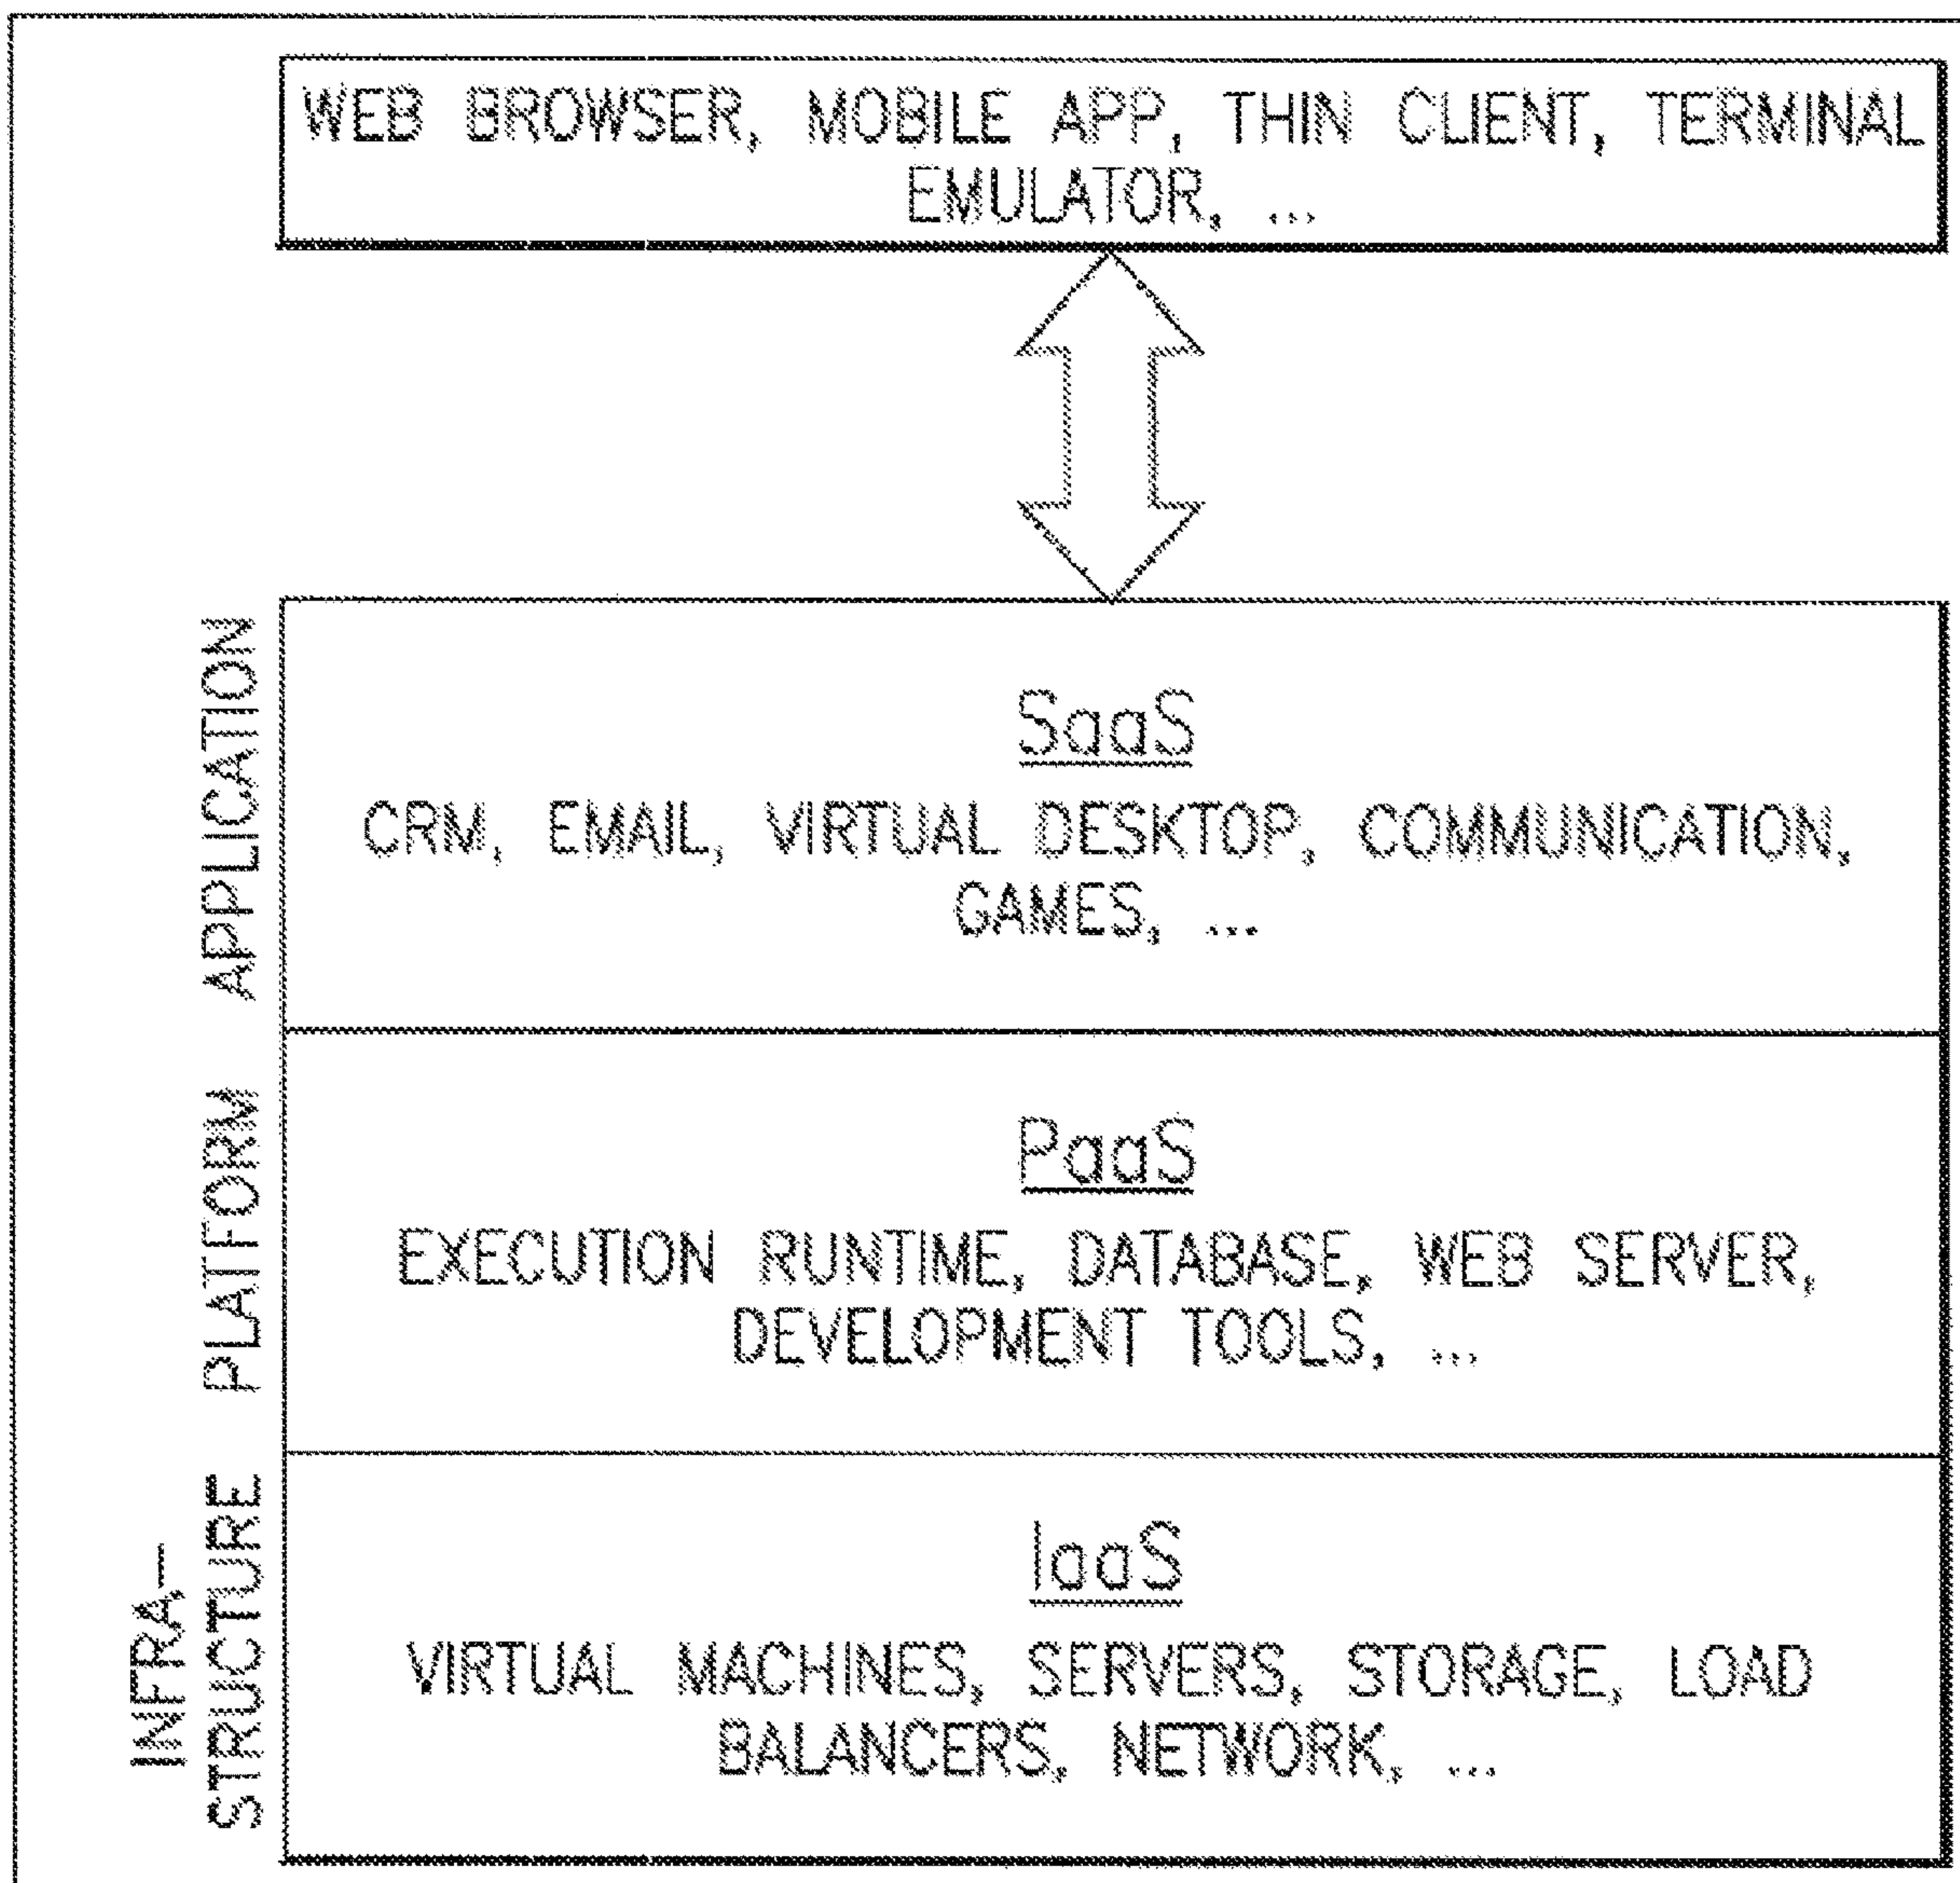 WEB BROWSER, MOBILE APP, THIN CLIENT, TERMINAL
EMULATOR, ...
APPLICATION
SaaS
CRM, EMAIL, VIRTUAL DESKTOP, COMMUNICATION,
GAMES, ...
PLATFORM
PaaS
EXECUTION RUNTIME, DATABASE, WEB SERVER,
DEVELOPMENT TOOLS, ...
INFRA-
STRUCTURE
IaaS
VIRTUAL MACHINES, SERVERS, STORAGE, LOAD
BALANCERS, NETWORK, ...